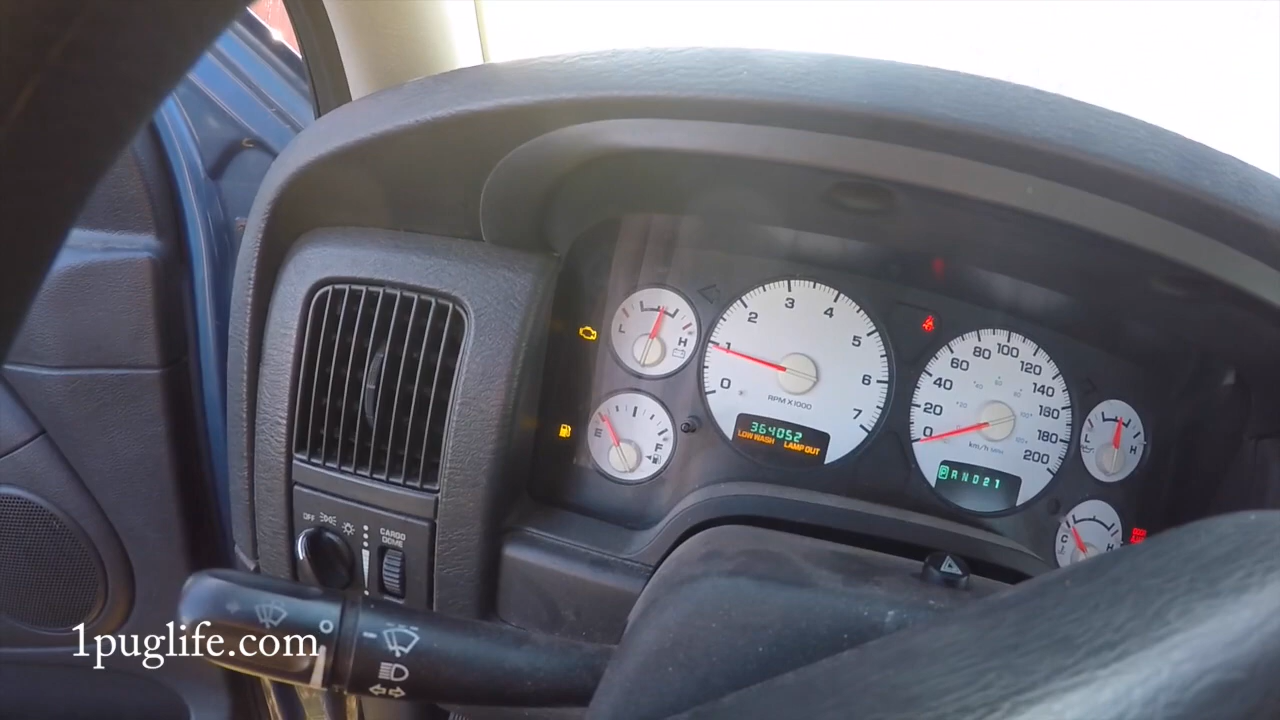 L
H
E
F
0
1
2
3
4
5
6
7
RPM X 1000
364052
LOW WASH LAMP OUT
0
20
40
60
80
100
120
140
160
180
200
km/h MPH
P R N D 2 1
L
H
C
H
OFF
CARGO
DOME
1puglife.com